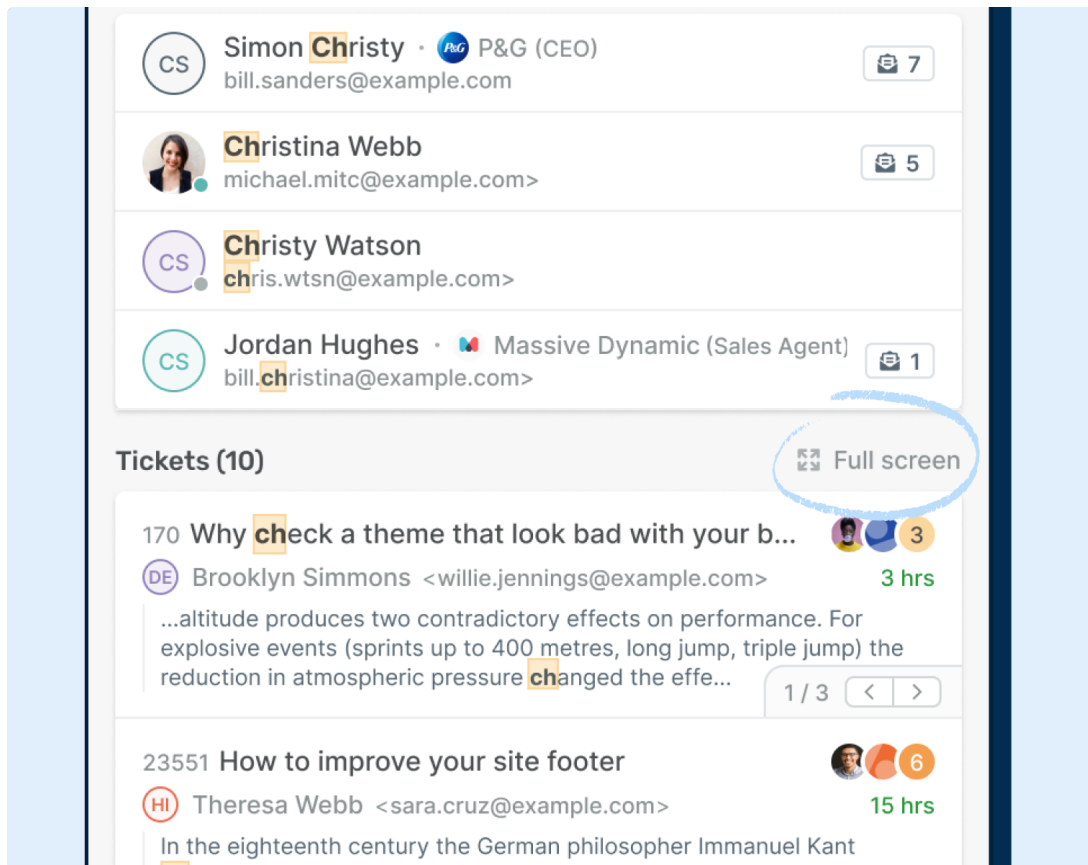 CS Simon Christy · P&G P&G (CEO) 7
bill.sanders@example.com
Christina Webb 5
michael.mitc@example.com>
CS Christy Watson
chris.wtsn@example.com>
CS Jordan Hughes · Massive Dynamic (Sales Agent) 1
bill.christina@example.com>
Tickets (10) Full screen
170 Why check a theme that look bad with your b... 3
DE Brooklyn Simmons <willie.jennings@example.com> 3 hrs
...altitude produces two contradictory effects on performance. For
explosive events (sprints up to 400 metres, long jump, triple jump) the
reduction in atmospheric pressure changed the effe...
1 / 3 < >
23551 How to improve your site footer 6
HI Theresa Webb <sara.cruz@example.com> 15 hrs
In the eighteenth century the German philosopher Immanuel Kant